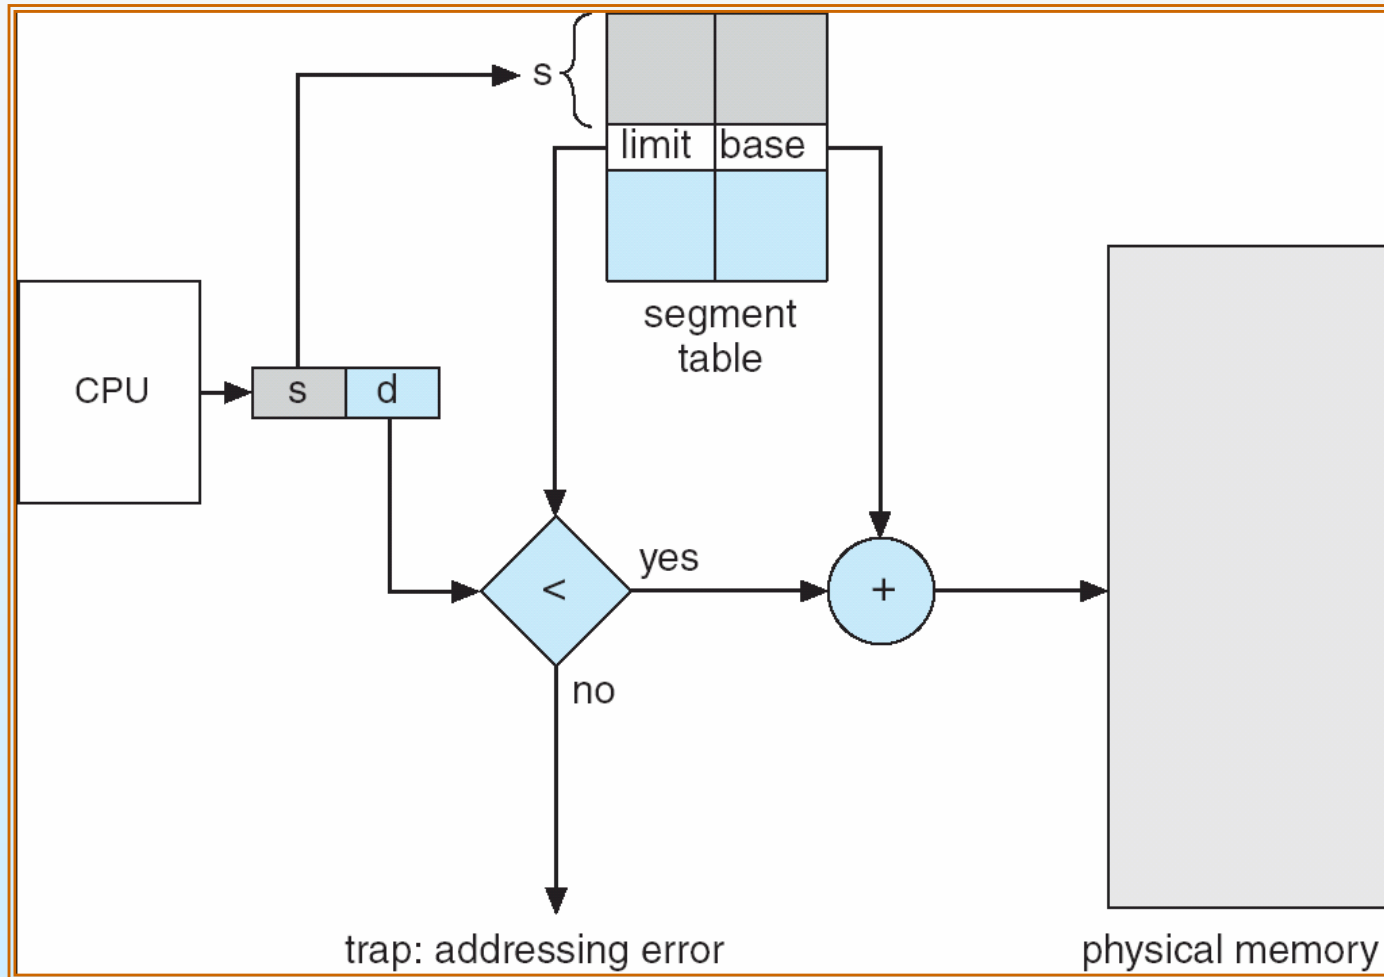 s
limit base
segment
table
CPU
s d
yes
<
+
no
trap: addressing error
physical memory